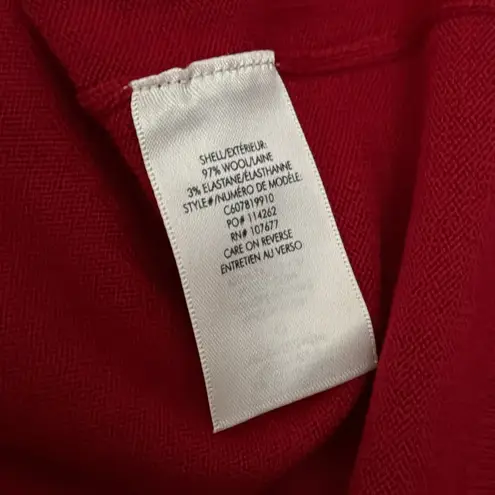 SHELL/EXTÉRIEUR:
97% WOOL/LAINE
3% ELASTANE/ÉLASTHANNE
STYLE#/NUMÉRO DE MODÈLE:
C607819910
PO# 114262
RN# 107677
CARE ON REVERSE
ENTRETIEN AU VERSO